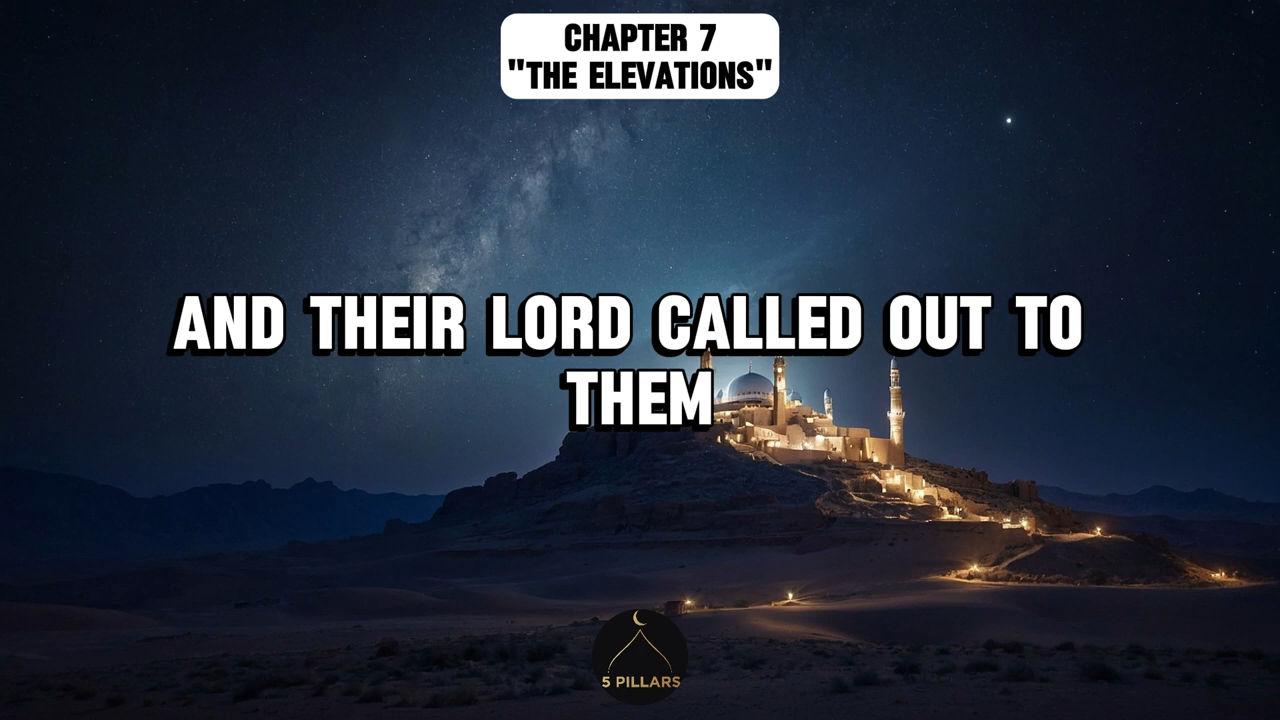 CHAPTER 7
"THE ELEVATIONS"
AND THEIR LORD CALLED OUT TO
THEM
5 PILLARS